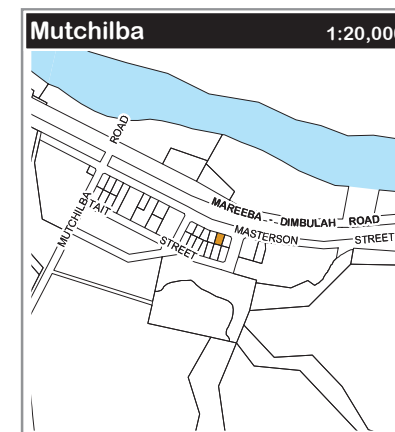 Mutchilba 1:20,000
ROAD
MAREEBA - DIMBULAH ROAD
MASTERSON STREET
TAIT STREET
MUTCHILBA